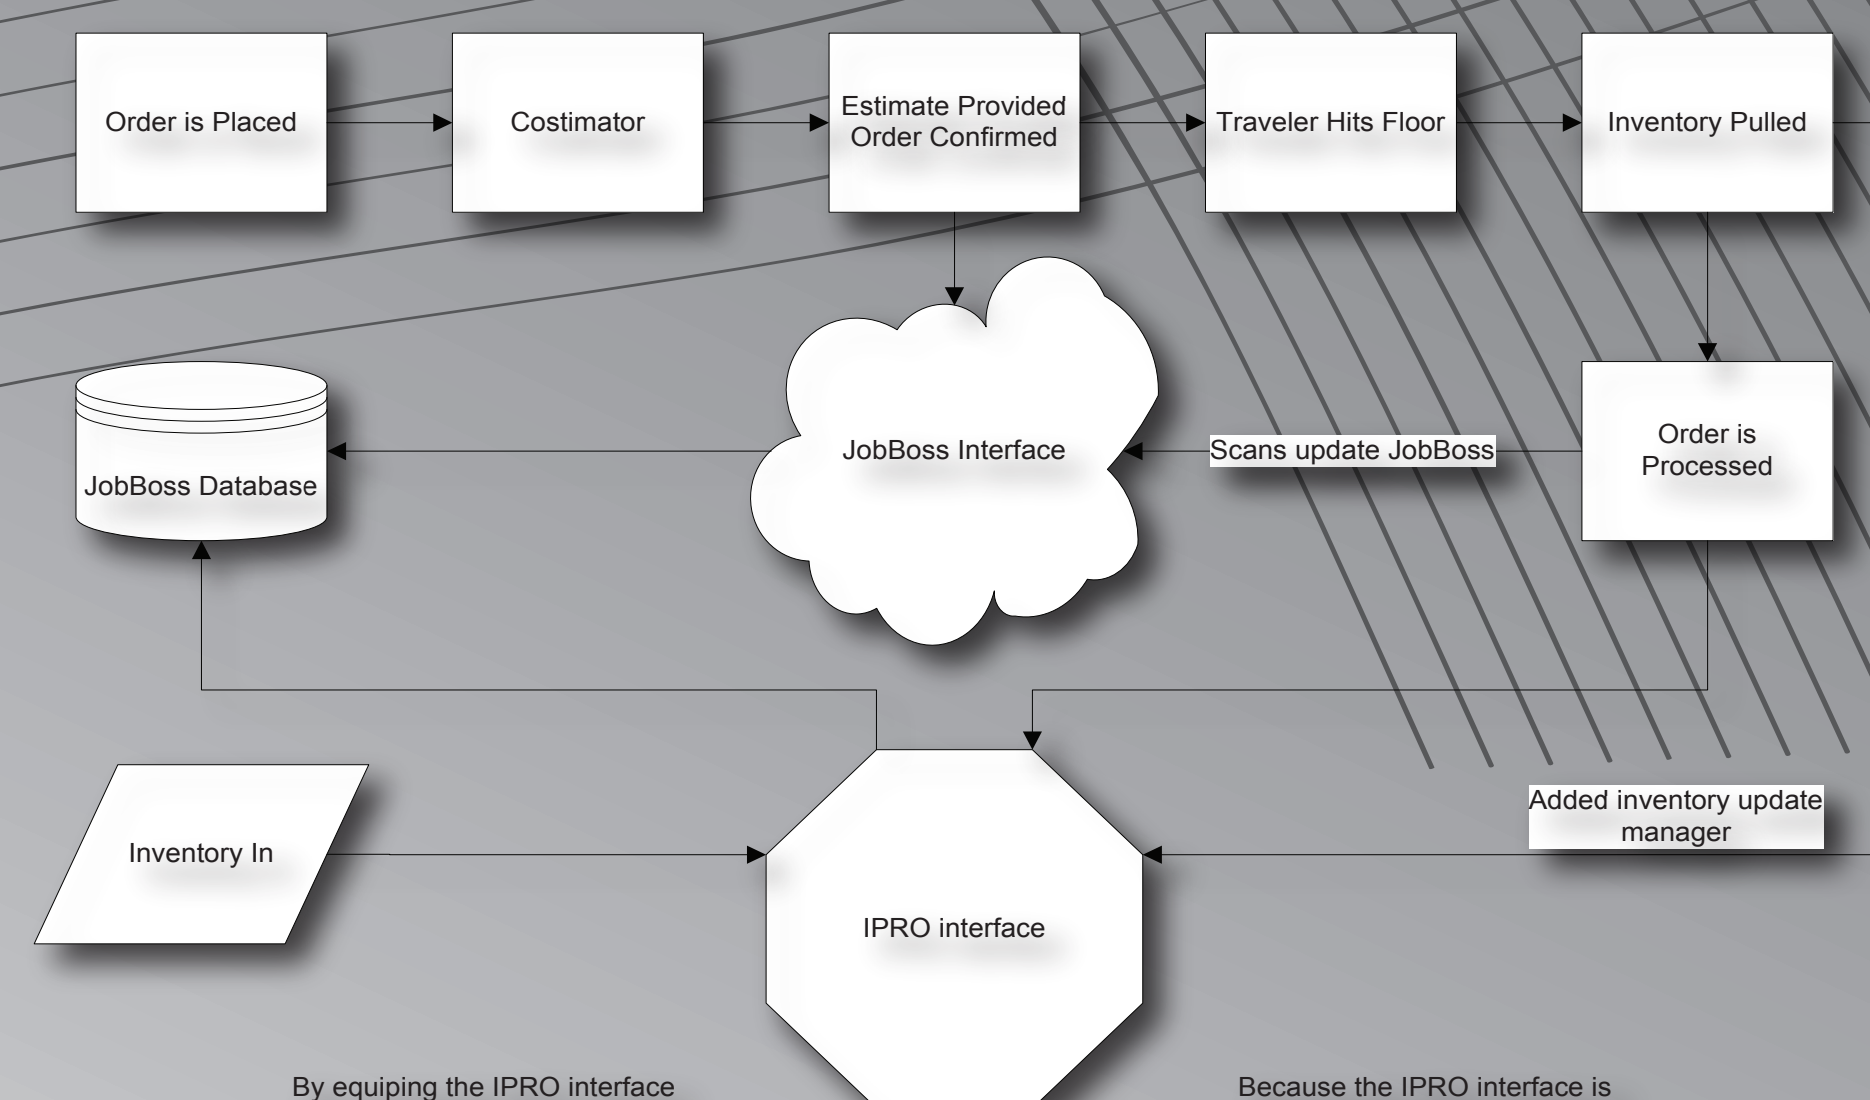 Order is Placed
Costimator
Estimate Provided
Order Confirmed
Traveler Hits Floor
Inventory Pulled
JobBoss Database
JobBoss Interface
Scans update JobBoss
Order is
Processed
Inventory In
IPRO interface
Added inventory update
manager
By equiping the IPRO interface
Because the IPRO interface is